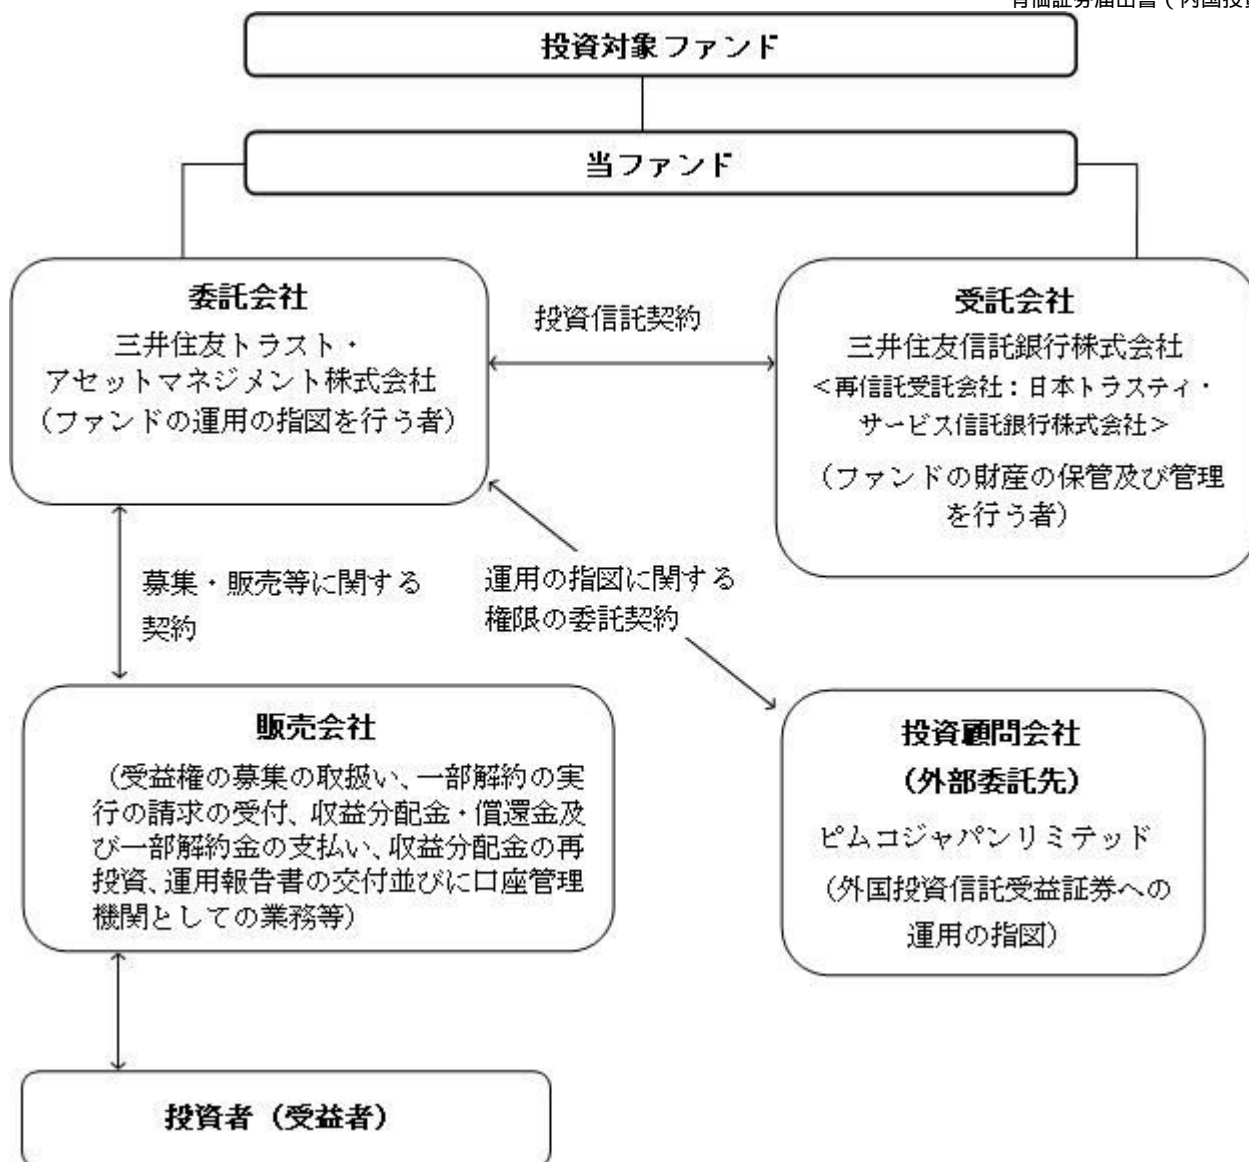 有価証券届出書（内国投資
投資対象ファンド
当ファンド
委託会社
三井住友トラスト・
アセットマネジメント株式会社
（ファンドの運用の指図を行う者）
投資信託契約
受託会社
三井住友信託銀行株式会社
＜再信託受託会社：日本トラスティ・
サービス信託銀行株式会社＞
（ファンドの財産の保管及び管理
を行う者）
募集・販売等に関する
契約
運用の指図に関する
権限の委託契約
販売会社
（受益権の募集の取扱い、一部解約の実
行の請求の受付、収益分配金・償還金及
び一部解約金の支払い、収益分配金の再
投資、運用報告書の交付並びに口座管理
機関としての業務等）
投資顧問会社
（外部委託先）
ピムコジャパンリミテッド
（外国投資信託受益証券への
運用の指図）
投資者（受益者）